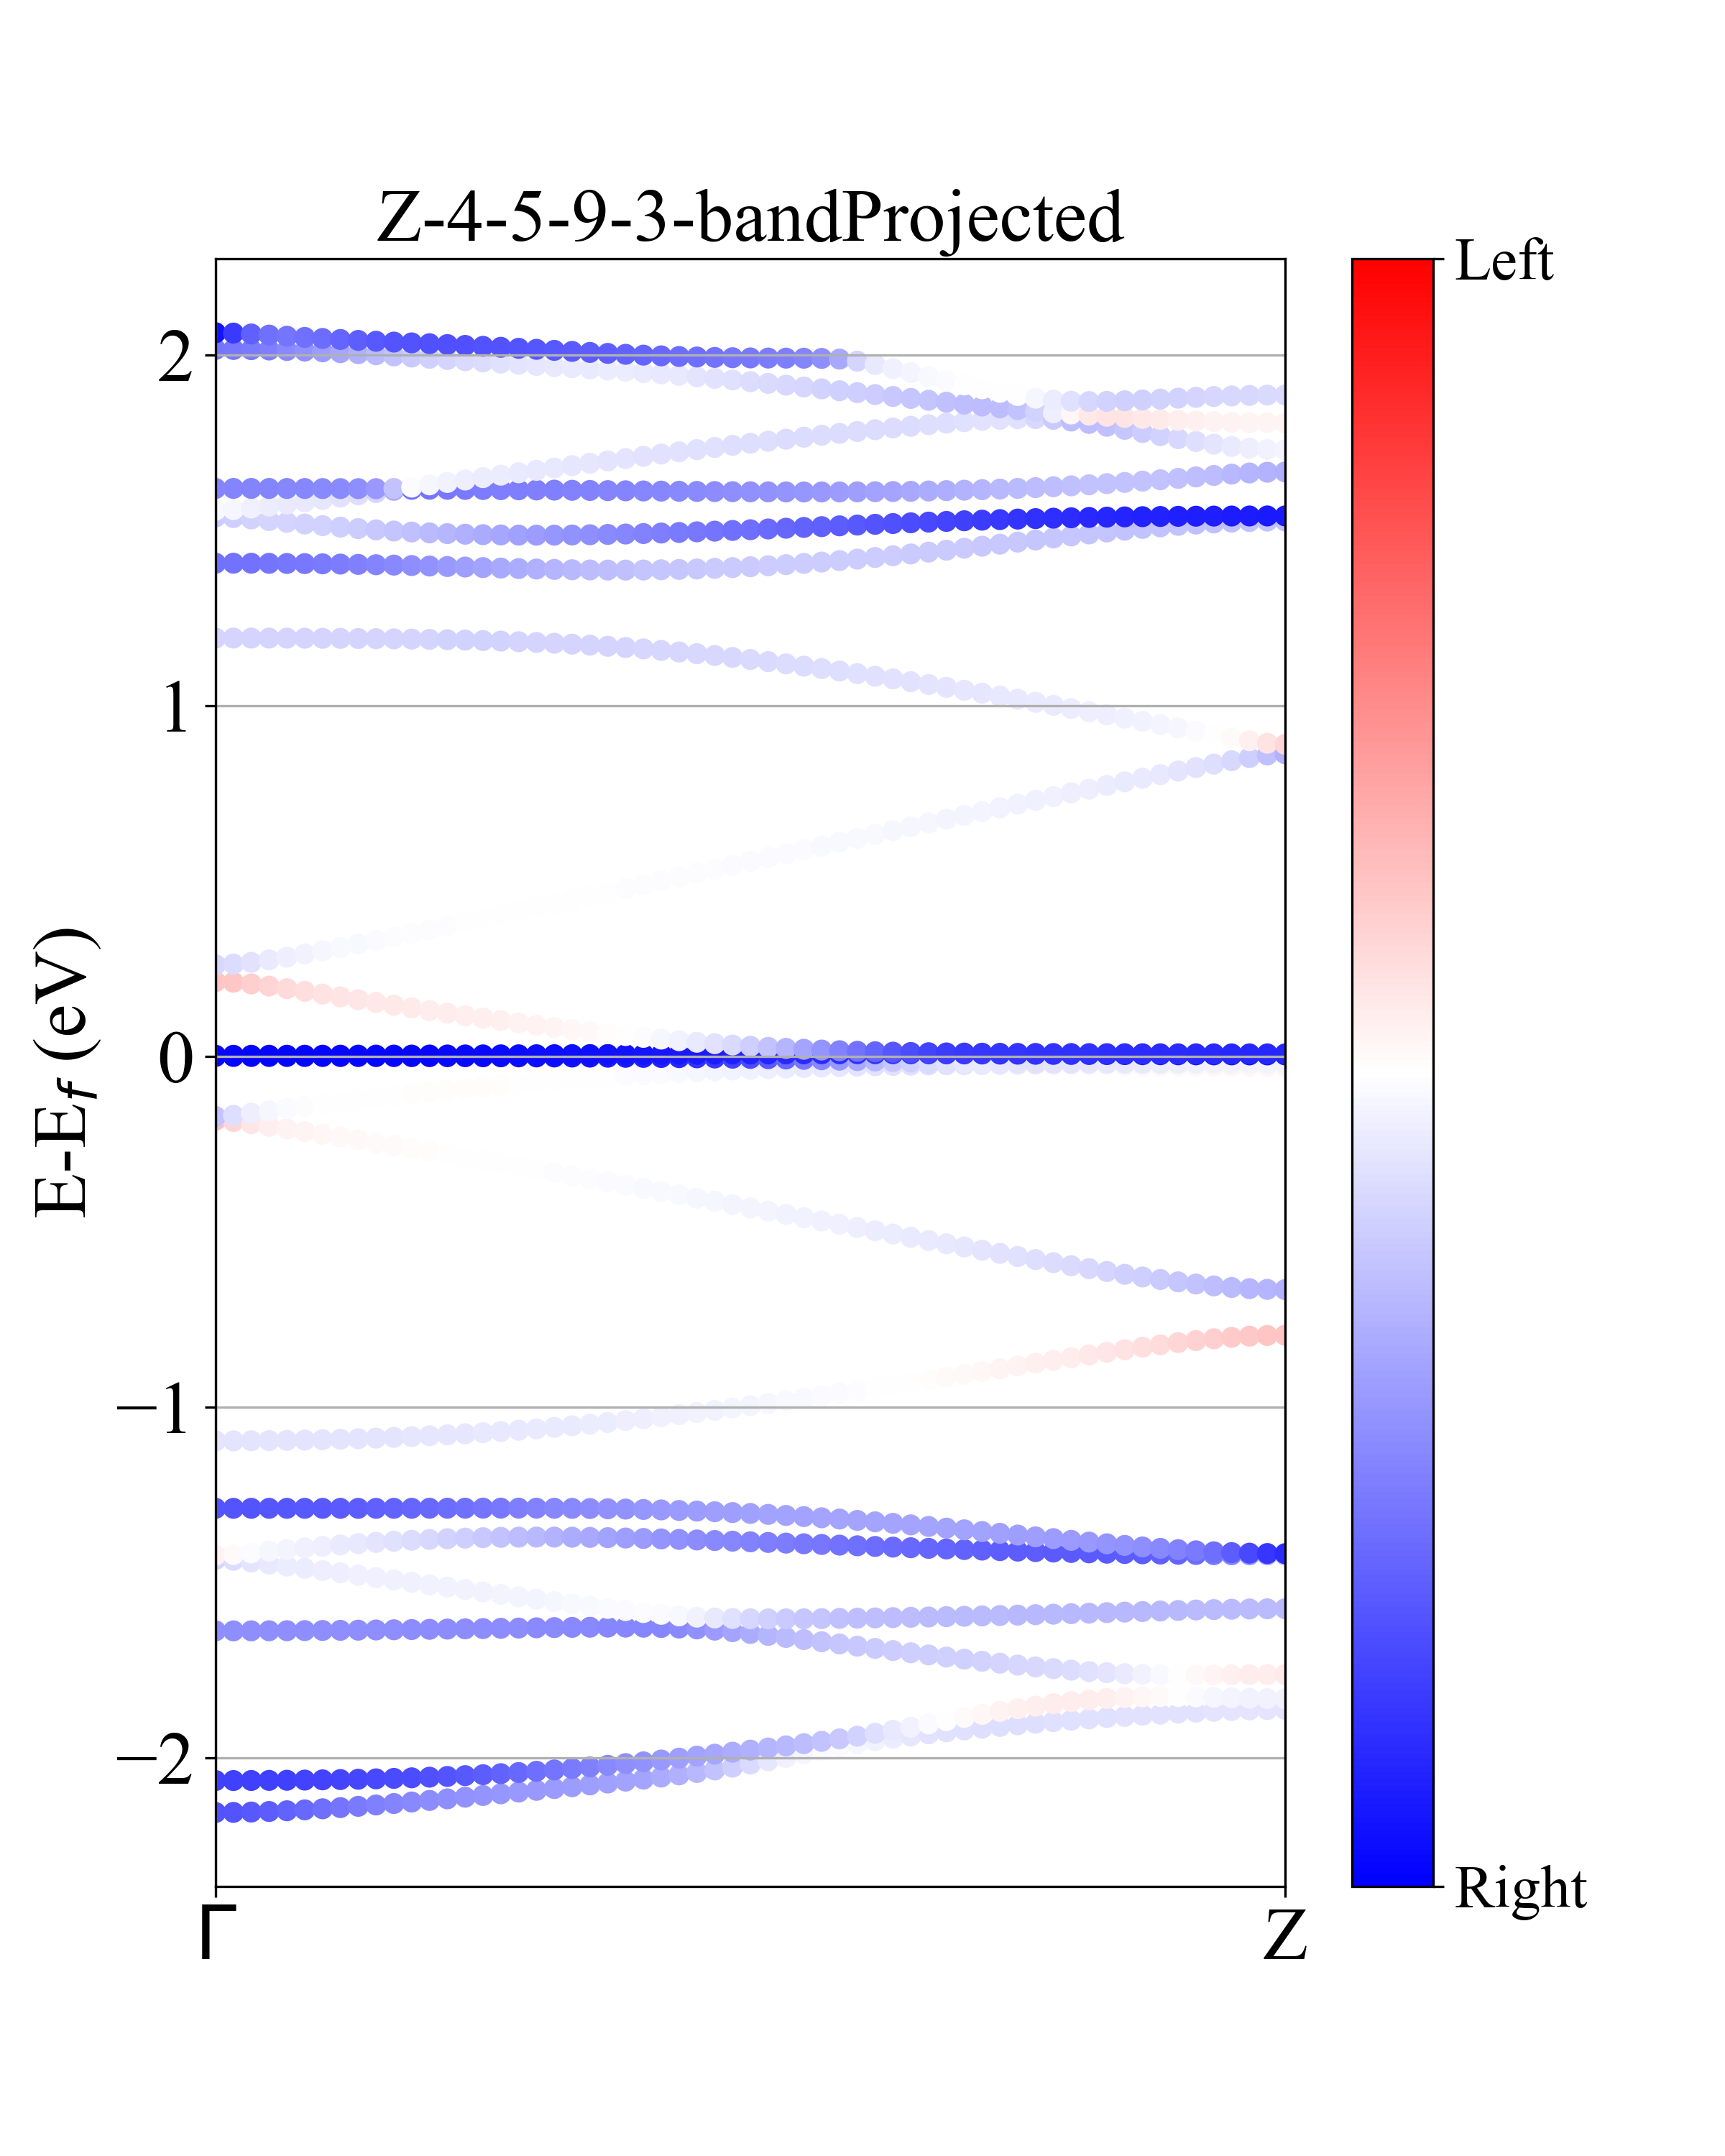 Z-4-5-9-3-bandProjected
Left
2
1
0
−1
−2
E-E_f (eV)
Γ
Z
Right